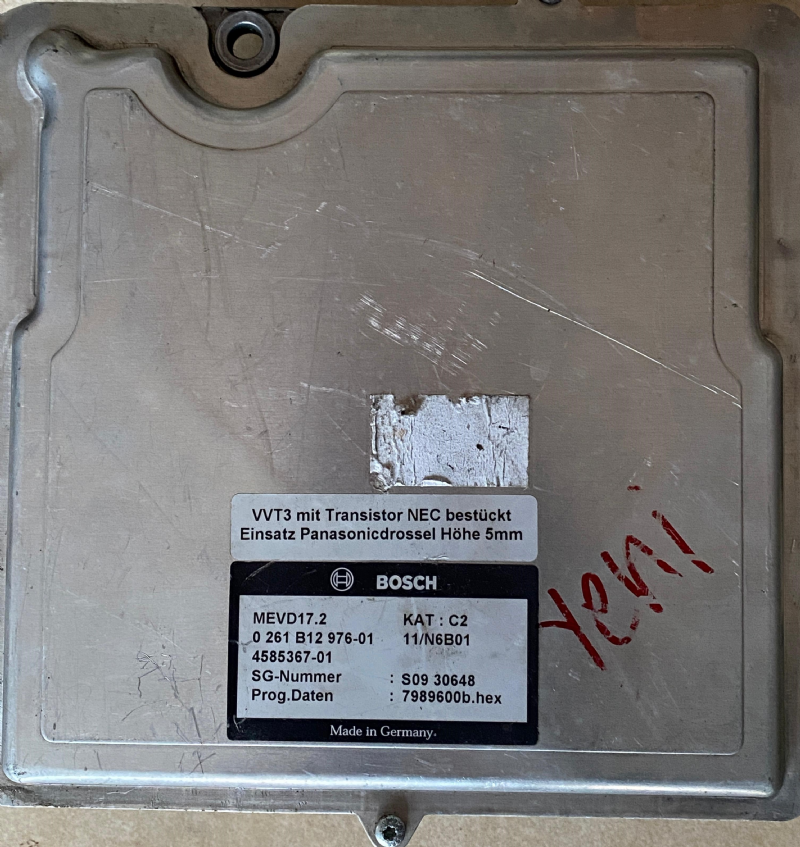 VVT3 mit Transistor NEC bestückt
Einsatz Panasonicdrossel Höhe 5mm
BOSCH
MEVD17.2 KAT : C2
0 261 B12 976-01 11/N6B01
4585367-01
SG-Nummer : S09 30648
Prog.Daten : 7989600b.hex
Made in Germany.
Yeni